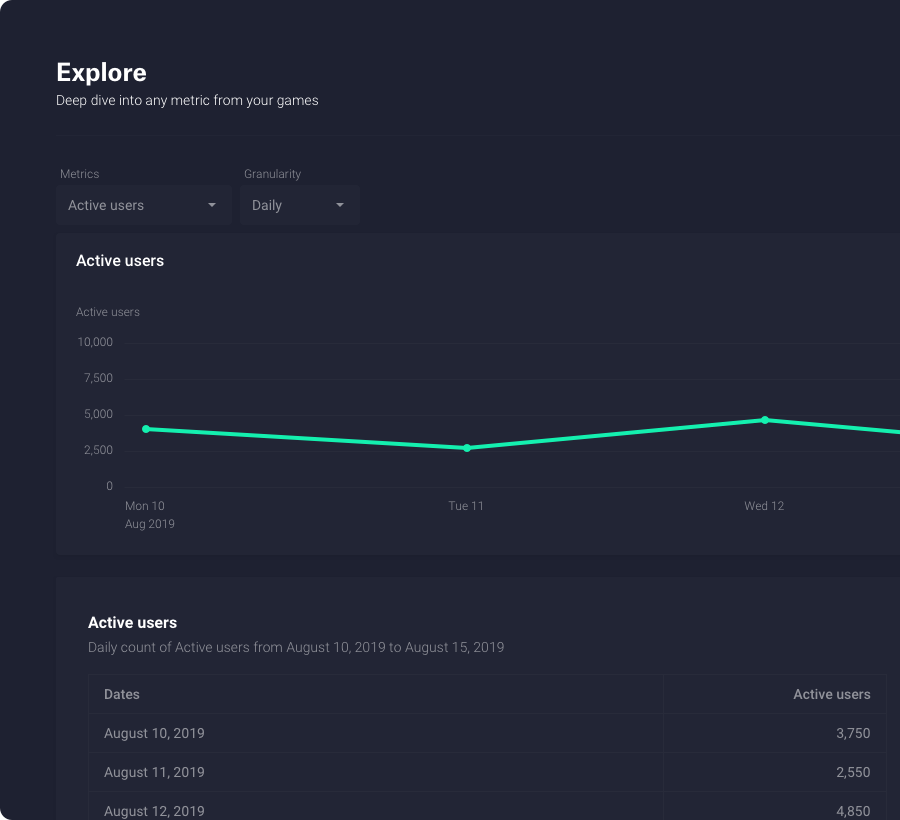 Explore
Deep dive into any metric from your games
Metrics Granularity
Active users Daily
Active users
Active users
10,000
7,500
5,000
2,500
0
Mon 10 Tue 11 Wed 12
Aug 2019
Active users
Daily count of Active users from August 10, 2019 to August 15, 2019
Dates Active users
August 10, 2019 3,750
August 11, 2019 2,550
August 12, 2019 4,850